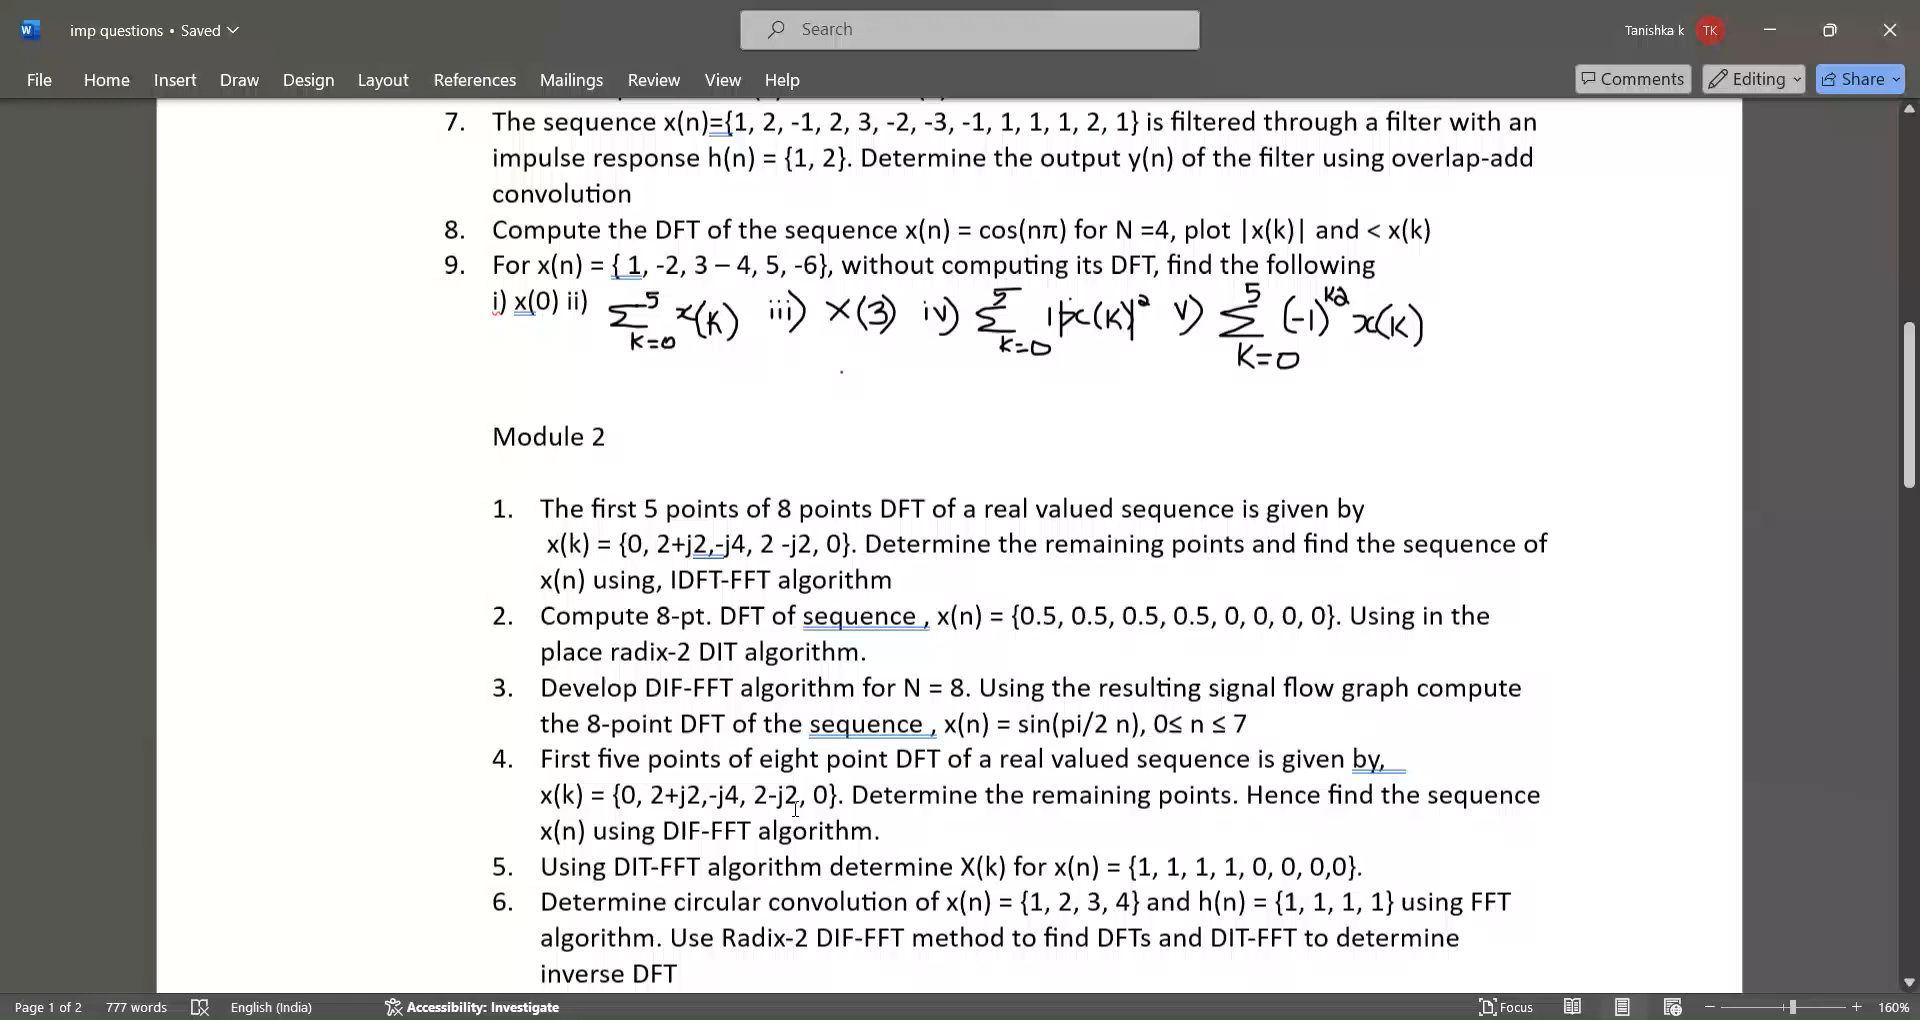 imp questions • Saved
Search
Tanishka k TK
File Home Insert Draw Design Layout References Mailings Review View Help
Comments Editing Share
7. The sequence x(n)={1, 2, -1, 2, 3, -2, -3, -1, 1, 1, 1, 2, 1} is filtered through a filter with an
impulse response h(n) = {1, 2}. Determine the output y(n) of the filter using overlap-add
convolution
8. Compute the DFT of the sequence x(n) = cos(nπ) for N =4, plot |x(k)| and < x(k)
9. For x(n) = { 1, -2, 3 – 4, 5, -6}, without computing its DFT, find the following
i) x(0) ii) ∑_{k=0}^{5} x(k) iii) x(3) iv) ∑_{k=0}^{5} |x(k)|² v) ∑_{k=0}^{5} (-1)^{k} x(k)
Module 2
1. The first 5 points of 8 points DFT of a real valued sequence is given by
x(k) = {0, 2+j2,-j4, 2 -j2, 0}. Determine the remaining points and find the sequence of
x(n) using, IDFT-FFT algorithm
2. Compute 8-pt. DFT of sequence , x(n) = {0.5, 0.5, 0.5, 0.5, 0, 0, 0, 0}. Using in the
place radix-2 DIT algorithm.
3. Develop DIF-FFT algorithm for N = 8. Using the resulting signal flow graph compute
the 8-point DFT of the sequence , x(n) = sin(pi/2 n), 0≤ n ≤ 7
4. First five points of eight point DFT of a real valued sequence is given by,
x(k) = {0, 2+j2,-j4, 2-j2, 0}. Determine the remaining points. Hence find the sequence
x(n) using DIF-FFT algorithm.
5. Using DIT-FFT algorithm determine X(k) for x(n) = {1, 1, 1, 1, 0, 0, 0,0}.
6. Determine circular convolution of x(n) = {1, 2, 3, 4} and h(n) = {1, 1, 1, 1} using FFT
algorithm. Use Radix-2 DIF-FFT method to find DFTs and DIT-FFT to determine
inverse DFT
Page 1 of 2 777 words English (India) Accessibility: Investigate Focus 160%